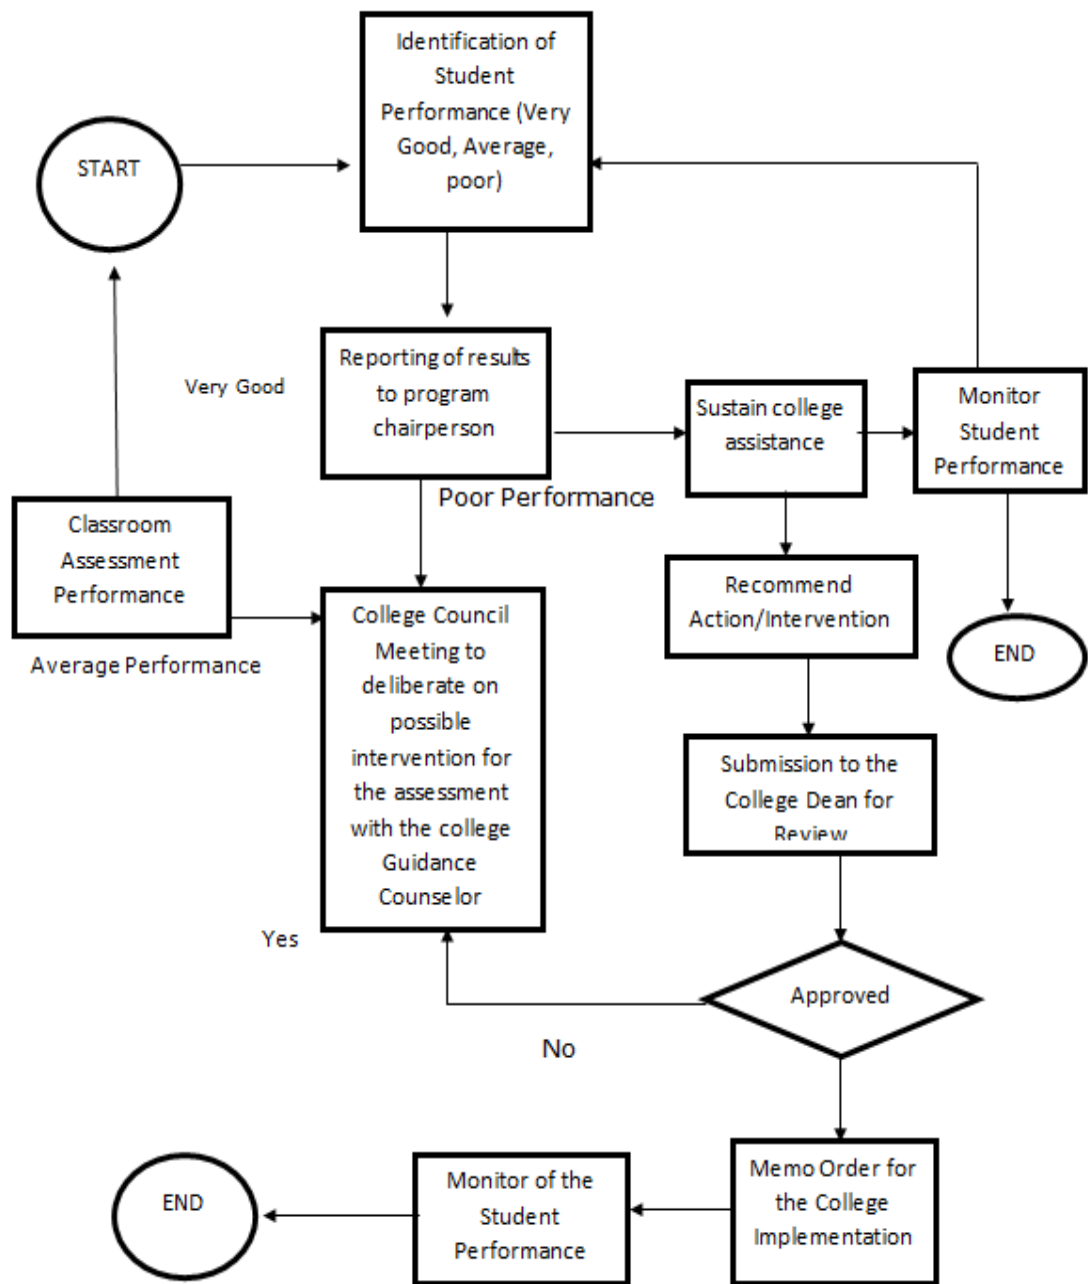 Identification of
Student
Performance (Very
Good, Average,
poor)
START
Reporting of results
to program
chairperson
Very Good
Sustain college
assistance
Monitor
Student
Performance
Poor Performance
Classroom
Assessment
Performance
Average Performance
College Council
Meeting to
deliberate on
possible
intervention for
the assessment
with the college
Guidance
Counselor
Recommend
Action/Intervention
END
Submission to the
College Dean for
Review
Yes
Approved
No
END
Monitor of the
Student
Performance
Memo Order for
the College
Implementation